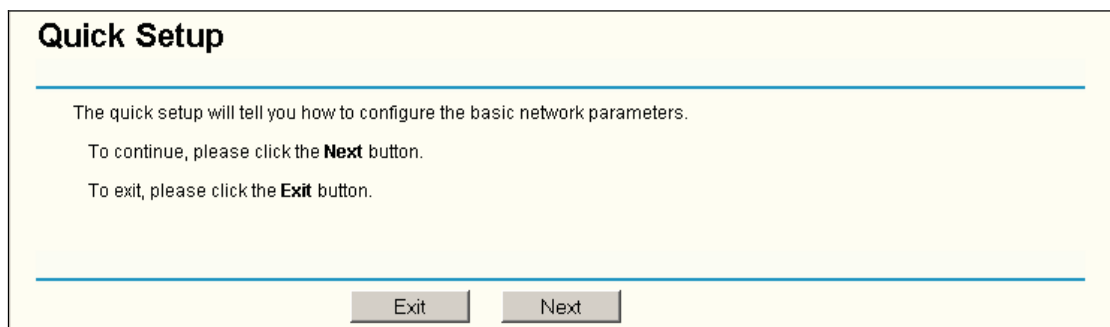 Quick Setup
The quick setup will tell you how to configure the basic network parameters.
To continue, please click the Next button.
To exit, please click the Exit button.
Exit Next